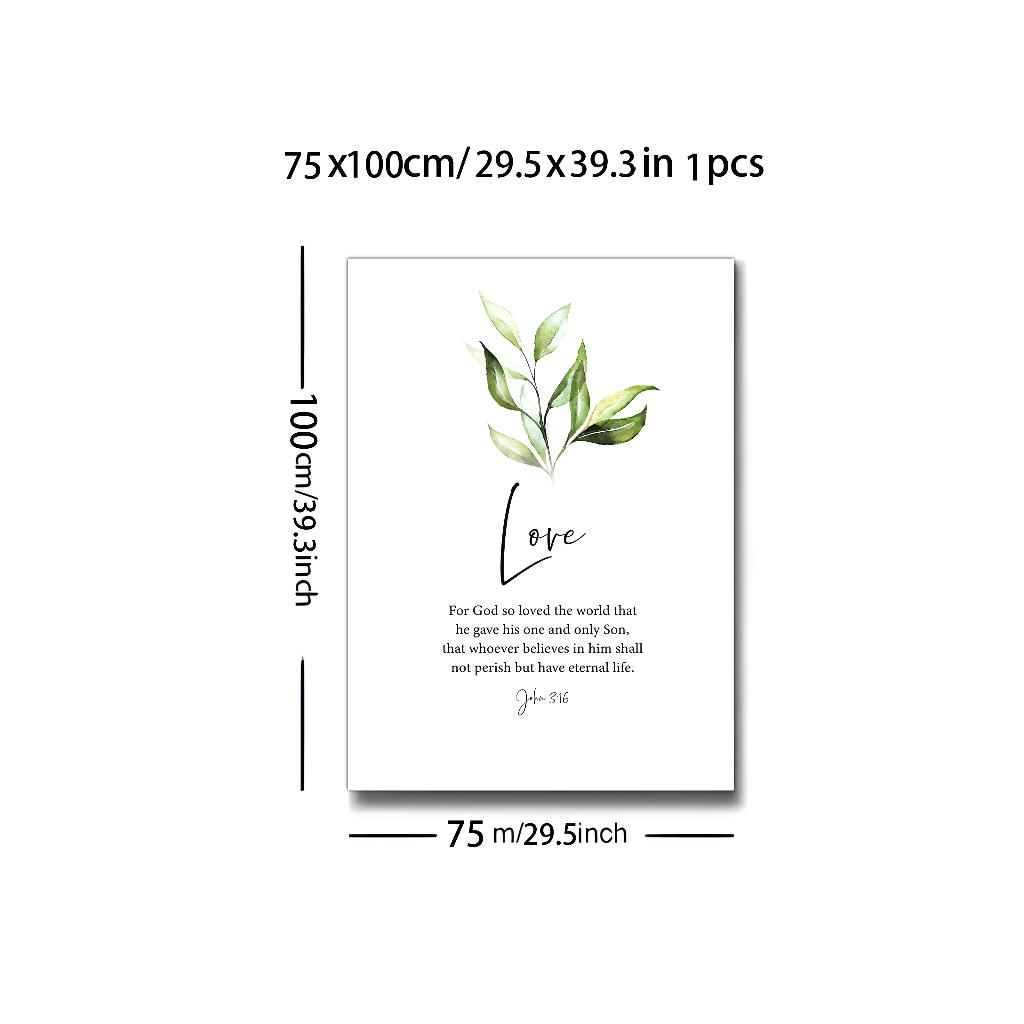 75x100cm/29.5x39.3in 1pcs
100cm/39.3inch
Love
For God so loved the world that
he gave his one and only Son,
that whoever believes in him shall
not perish but have eternal life.
John 3:16
75 m/29.5inch